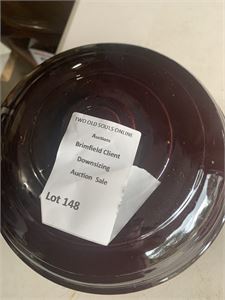 TWO OLD SOULS ONLINE
Auctions
Brimfield Client
Downsizing
Auction Sale
Lot 148